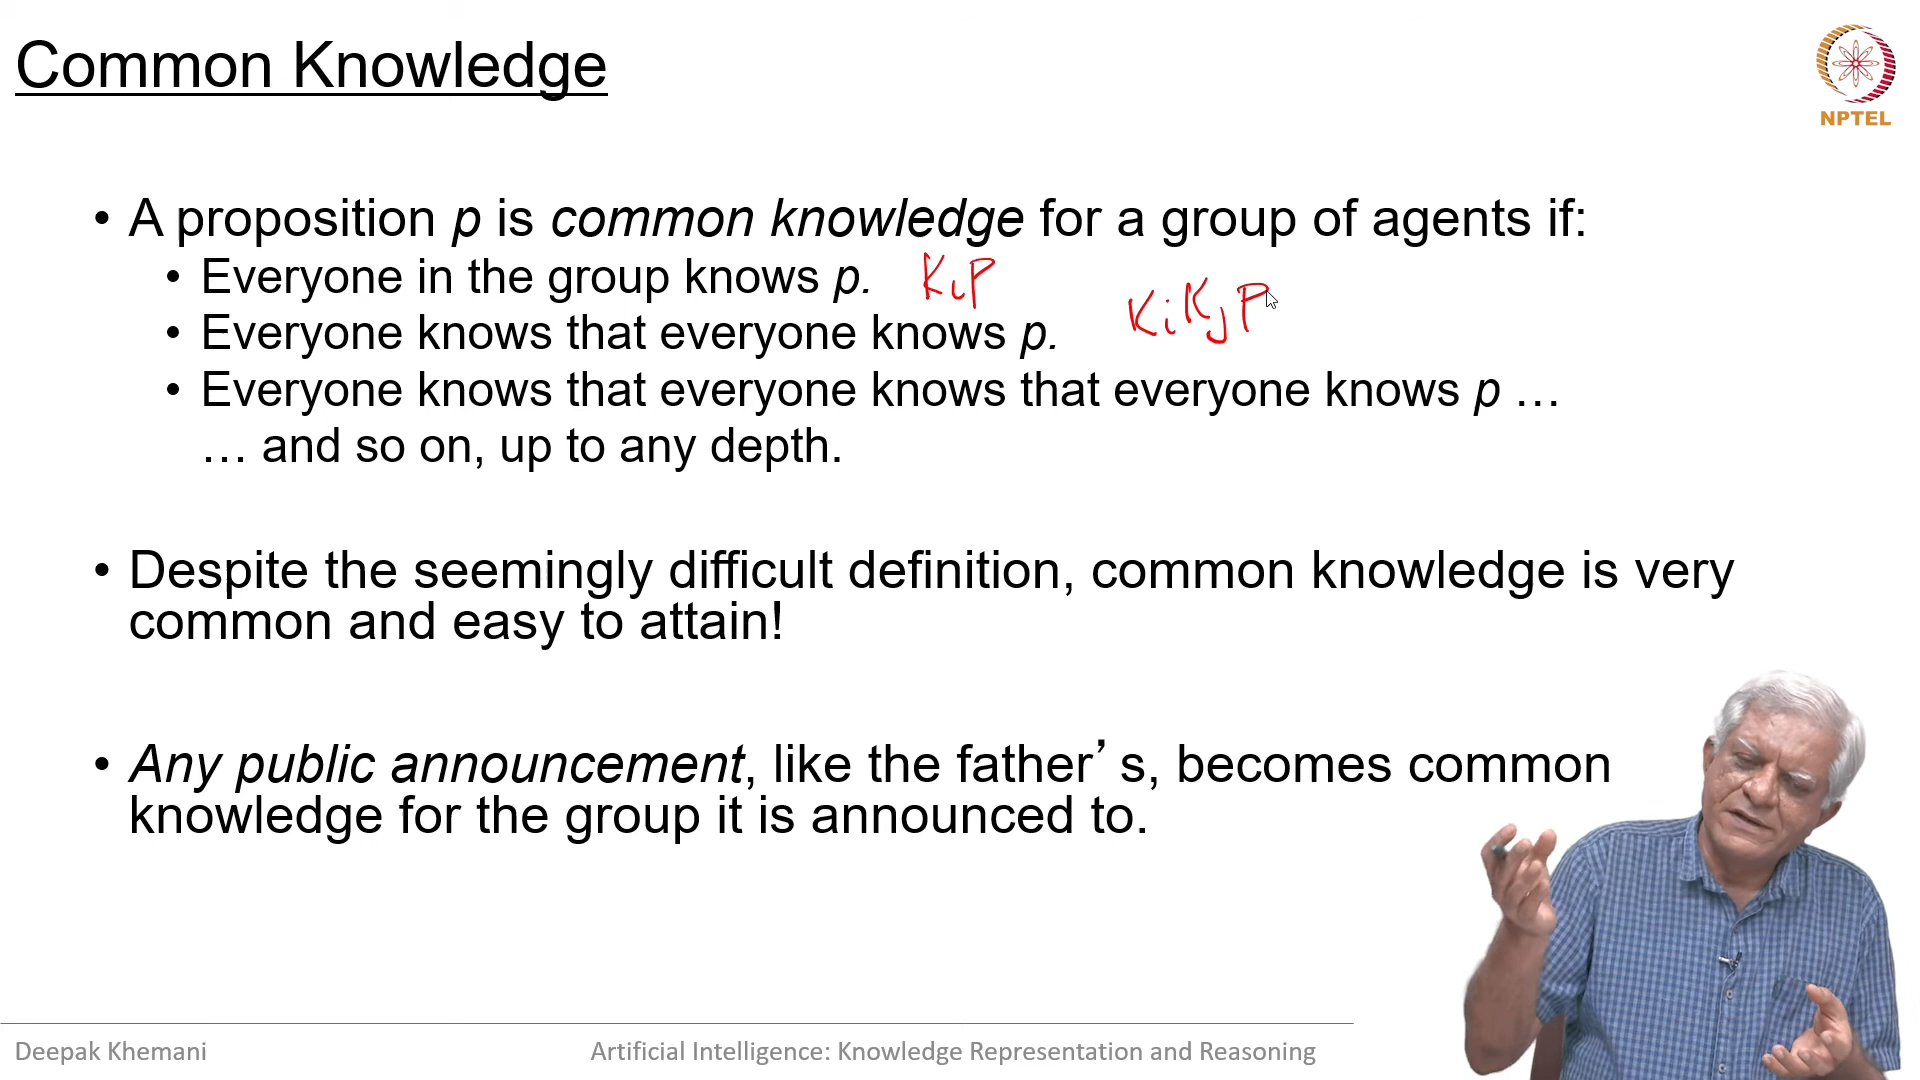 Common Knowledge
NPTEL
• A proposition p is common knowledge for a group of agents if:
• Everyone in the group knows p. KiP
• Everyone knows that everyone knows p. KiKjP
• Everyone knows that everyone knows that everyone knows p …
… and so on, up to any depth.
• Despite the seemingly difficult definition, common knowledge is very
common and easy to attain!
• Any public announcement, like the father’ s, becomes common
knowledge for the group it is announced to.
Deepak Khemani
Artificial Intelligence: Knowledge Representation and Reasoning